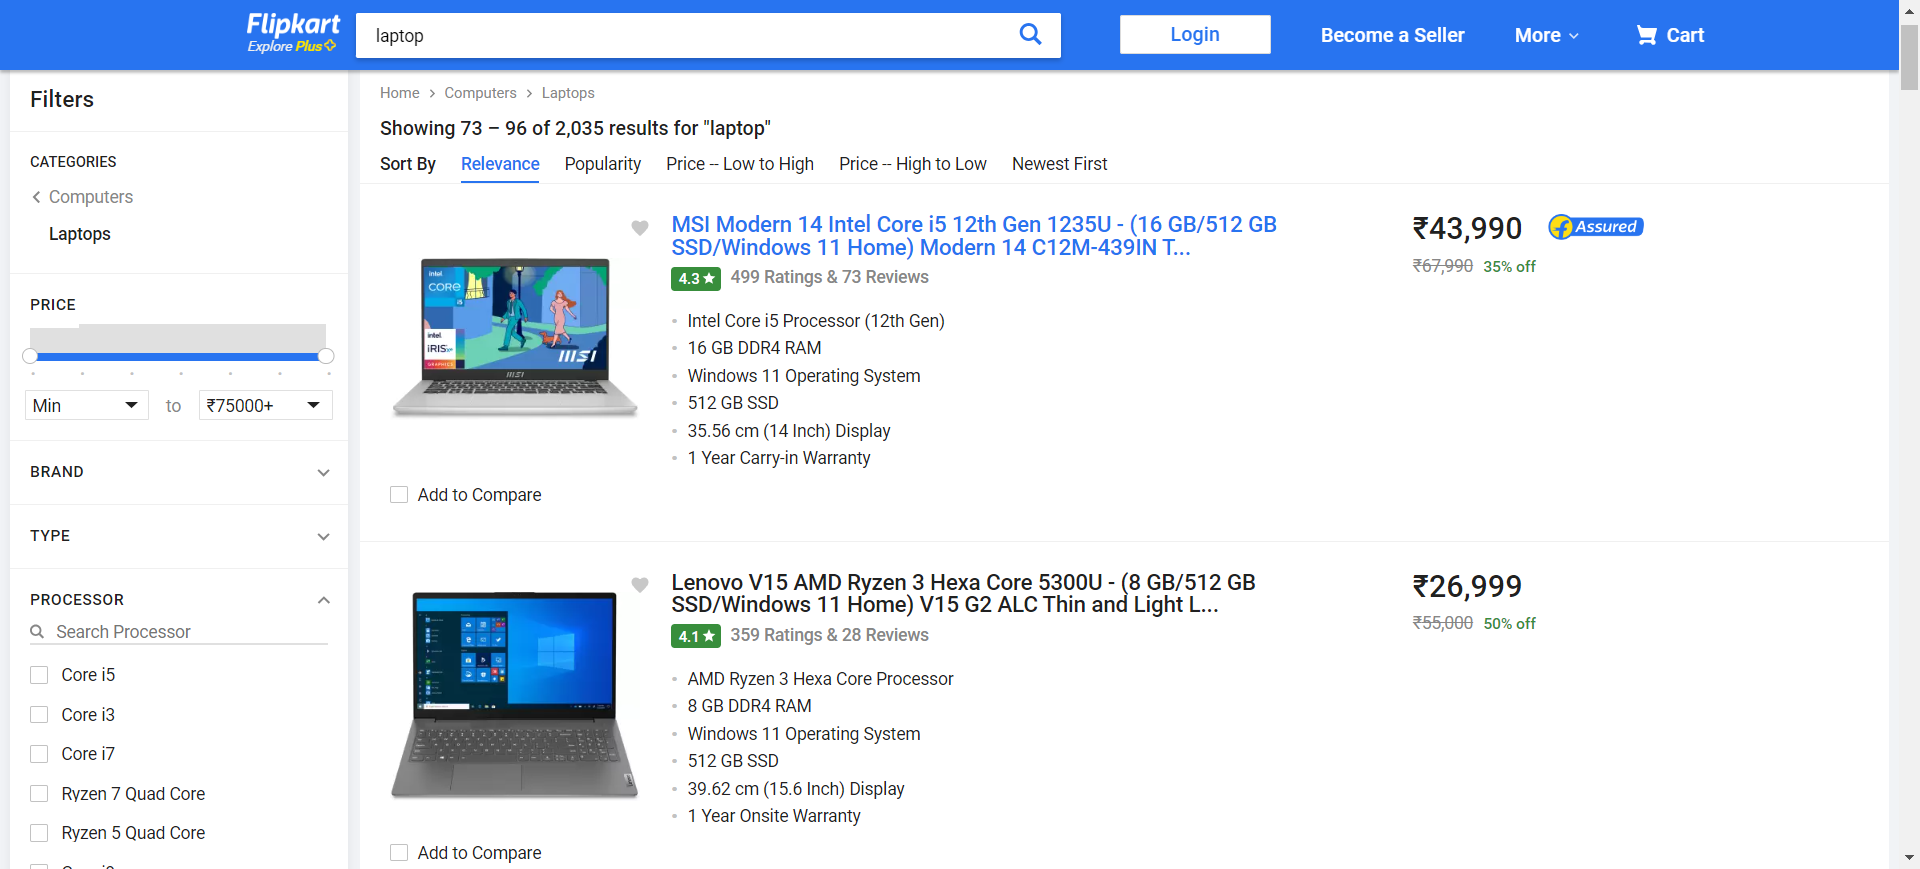 Flipkart
Explore Plus
laptop
Login
Become a Seller
More
Cart
Filters
CATEGORIES
Computers
Laptops
PRICE
Min
to
₹75000+
BRAND
TYPE
PROCESSOR
Search Processor
Core i5
Core i3
Core i7
Ryzen 7 Quad Core
Ryzen 5 Quad Core
Home
Computers
Laptops
Showing 73 – 96 of 2,035 results for "laptop"
Sort By Relevance Popularity Price -- Low to High Price -- High to Low Newest First
intel
CORE
i5
intel
iRIS Xe
GRAPHICS
msi
msi
MSI Modern 14 Intel Core i5 12th Gen 1235U - (16 GB/512 GB
SSD/Windows 11 Home) Modern 14 C12M-439IN T...
4.3 ★ 499 Ratings & 73 Reviews
Intel Core i5 Processor (12th Gen)
16 GB DDR4 RAM
Windows 11 Operating System
512 GB SSD
35.56 cm (14 Inch) Display
1 Year Carry-in Warranty
₹43,990
Assured
₹67,990 35% off
Add to Compare
Lenovo V15 AMD Ryzen 3 Hexa Core 5300U - (8 GB/512 GB
SSD/Windows 11 Home) V15 G2 ALC Thin and Light L...
4.1 ★ 359 Ratings & 28 Reviews
AMD Ryzen 3 Hexa Core Processor
8 GB DDR4 RAM
Windows 11 Operating System
512 GB SSD
39.62 cm (15.6 Inch) Display
1 Year Onsite Warranty
₹26,999
₹55,000 50% off
Add to Compare